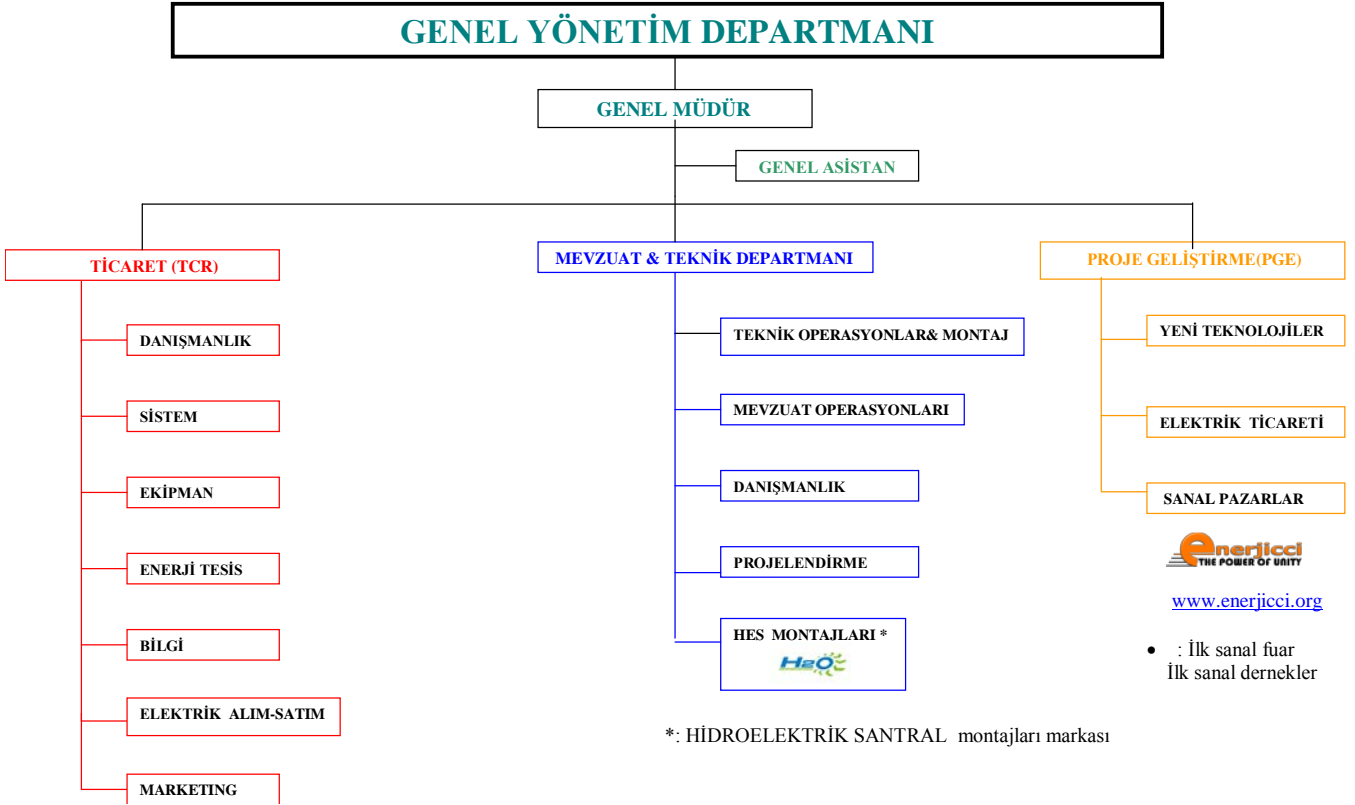 GENEL YÖNETİM DEPARTMANI
GENEL MÜDÜR
GENEL ASİSTAN
TİCARET (TCR)
DANIŞMANLIK
SİSTEM
EKİPMAN
ENERJİ TESİS
BİLGİ
ELEKTRİK ALIM-SATIM
MARKETING
MEVZUAT & TEKNİK DEPARTMANI
TEKNİK OPERASYONLAR& MONTAJ
MEVZUAT OPERASYONLARI
DANIŞMANLIK
PROJELENDİRME
HES MONTAJLARI *
H2O
*: HİDROELEKTRİK SANTRAL montajları markası
PROJE GELİŞTİRME(PGE)
YENİ TEKNOLOJİLER
ELEKTRİK TİCARETİ
SANAL PAZARLAR
enerjicci
THE POWER OF UNITY
www.enerjicci.org
• : İlk sanal fuar
İlk sanal dernekler